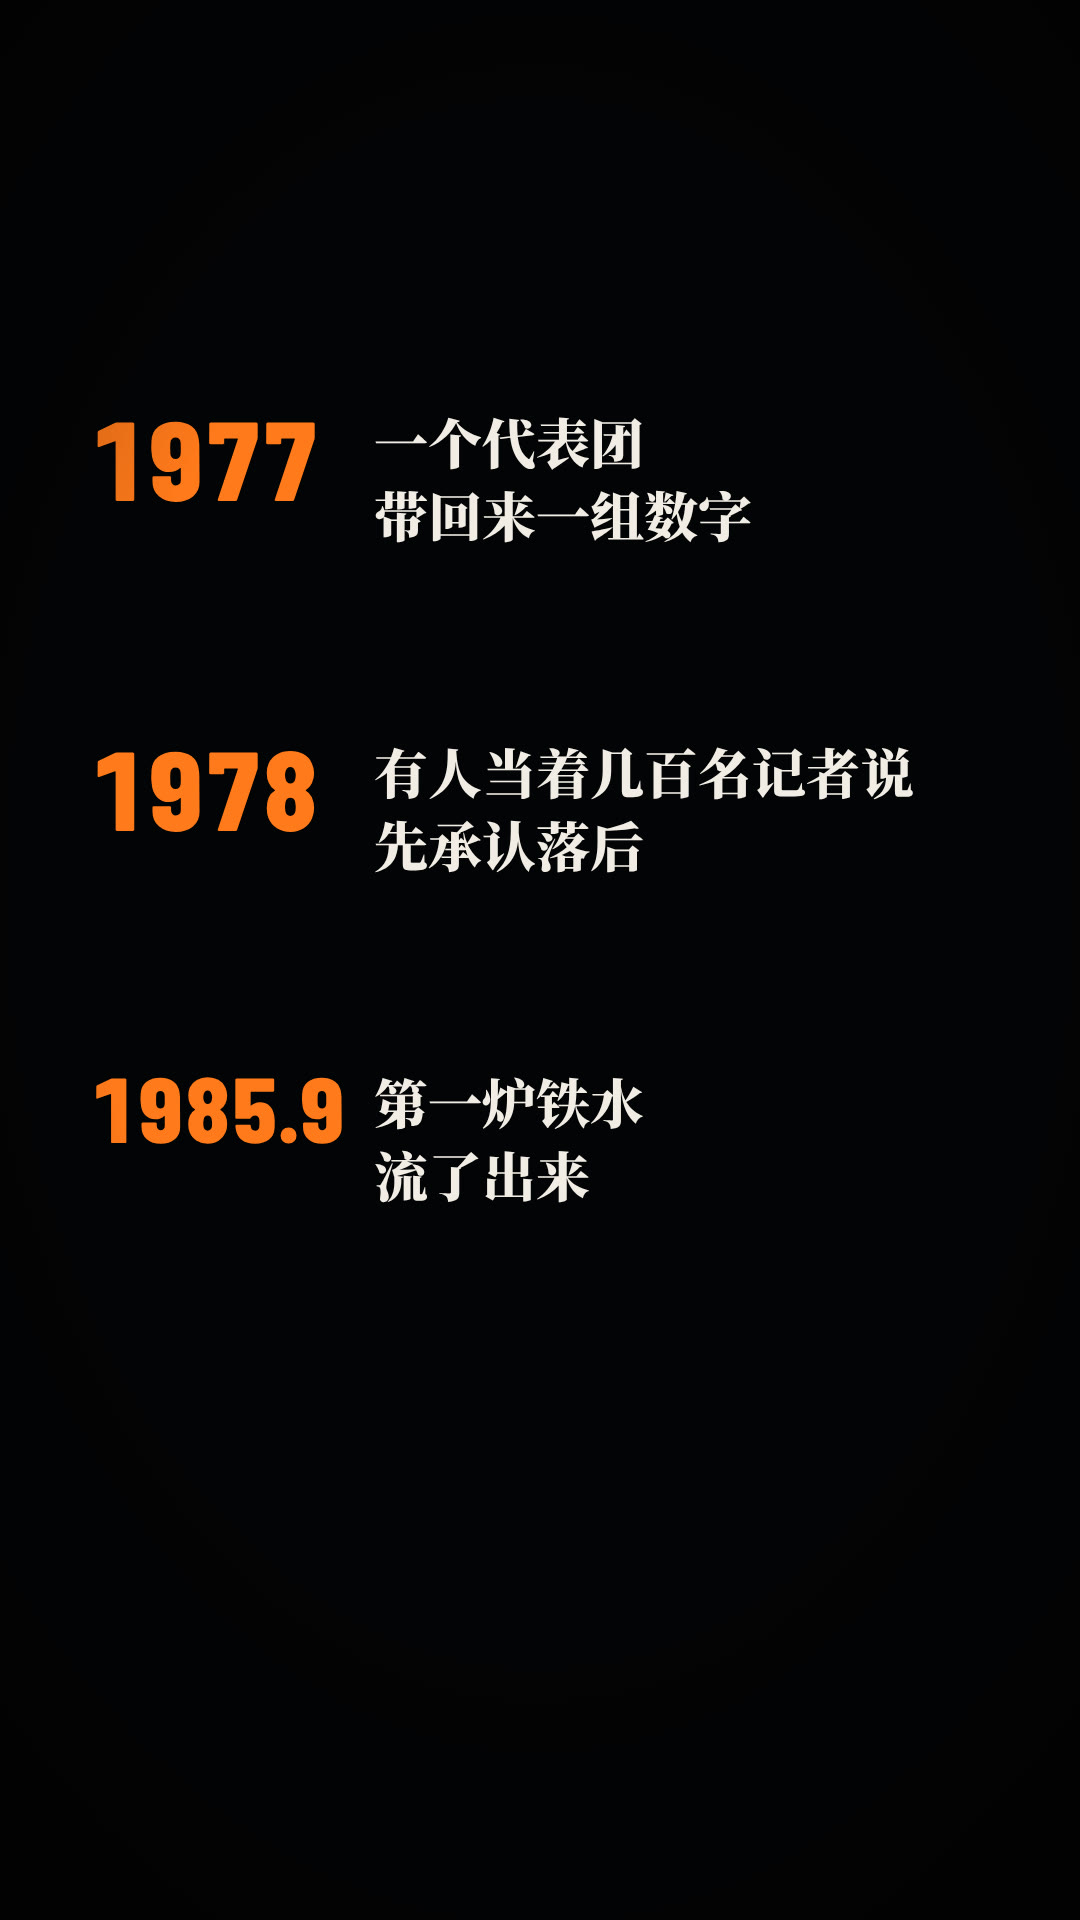 1977
一个代表团
带回来一组数字
1978
有人当着几百名记者说
先承认落后
1985.9
第一炉铁水
流了出来